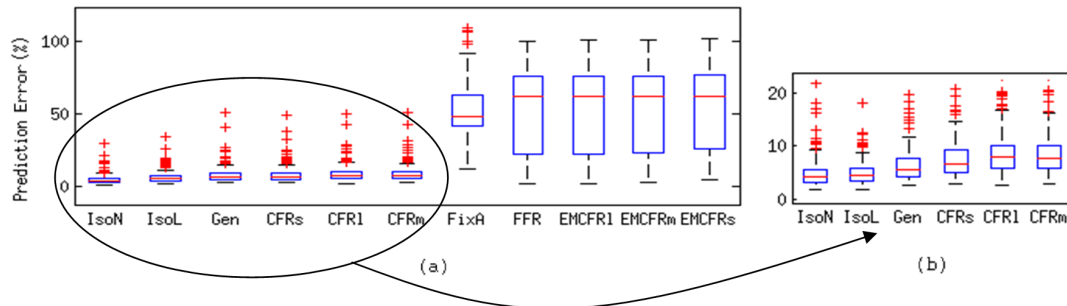 Prediction Error (%)
100
50
0
IsoN IsoL Gen CFRs CFRl CFRm FixA FFR EMCFRl EMCFRm EMCFRs
(a)
20
10
0
IsoN IsoL Gen CFRs CFRl CFRm
(b)